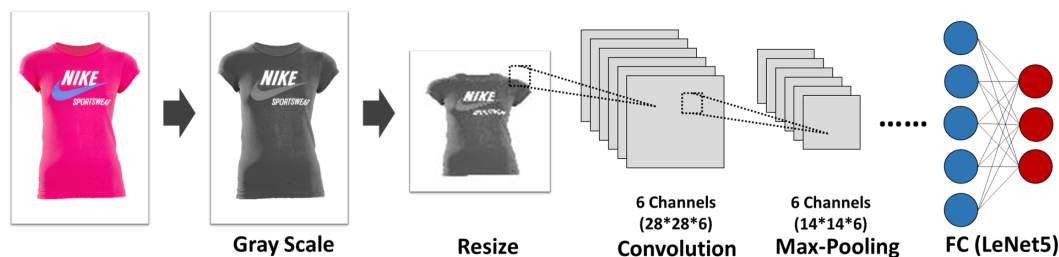 NIKE
SPORTSWEAR
NIKE
SPORTSWEAR
NIKE
6 Channels
(28*28*6)
6 Channels
(14*14*6)
Gray Scale
Resize
Convolution
Max-Pooling
FC (LeNet5)